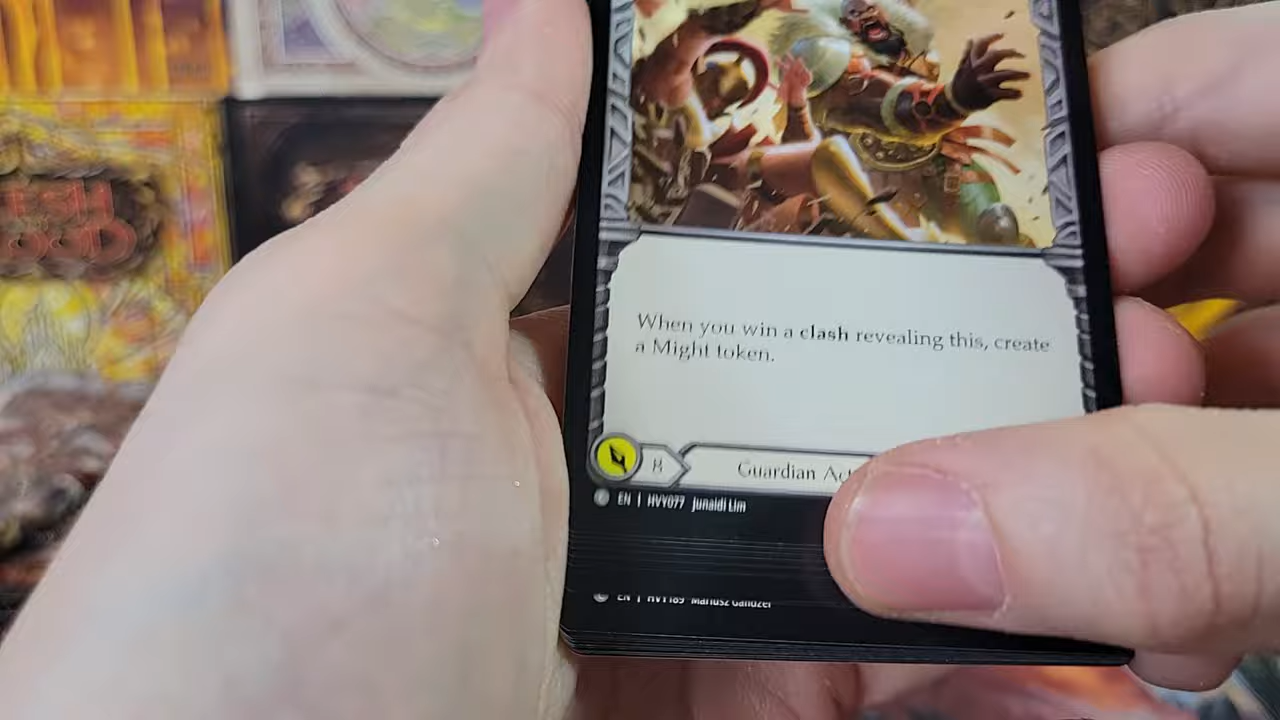 When you win a clash revealing this, create
a Might token.
8
Guardian Act
EN | HVY077 Junaidi Lim
EN | HVY189 Mariusz Gandzel